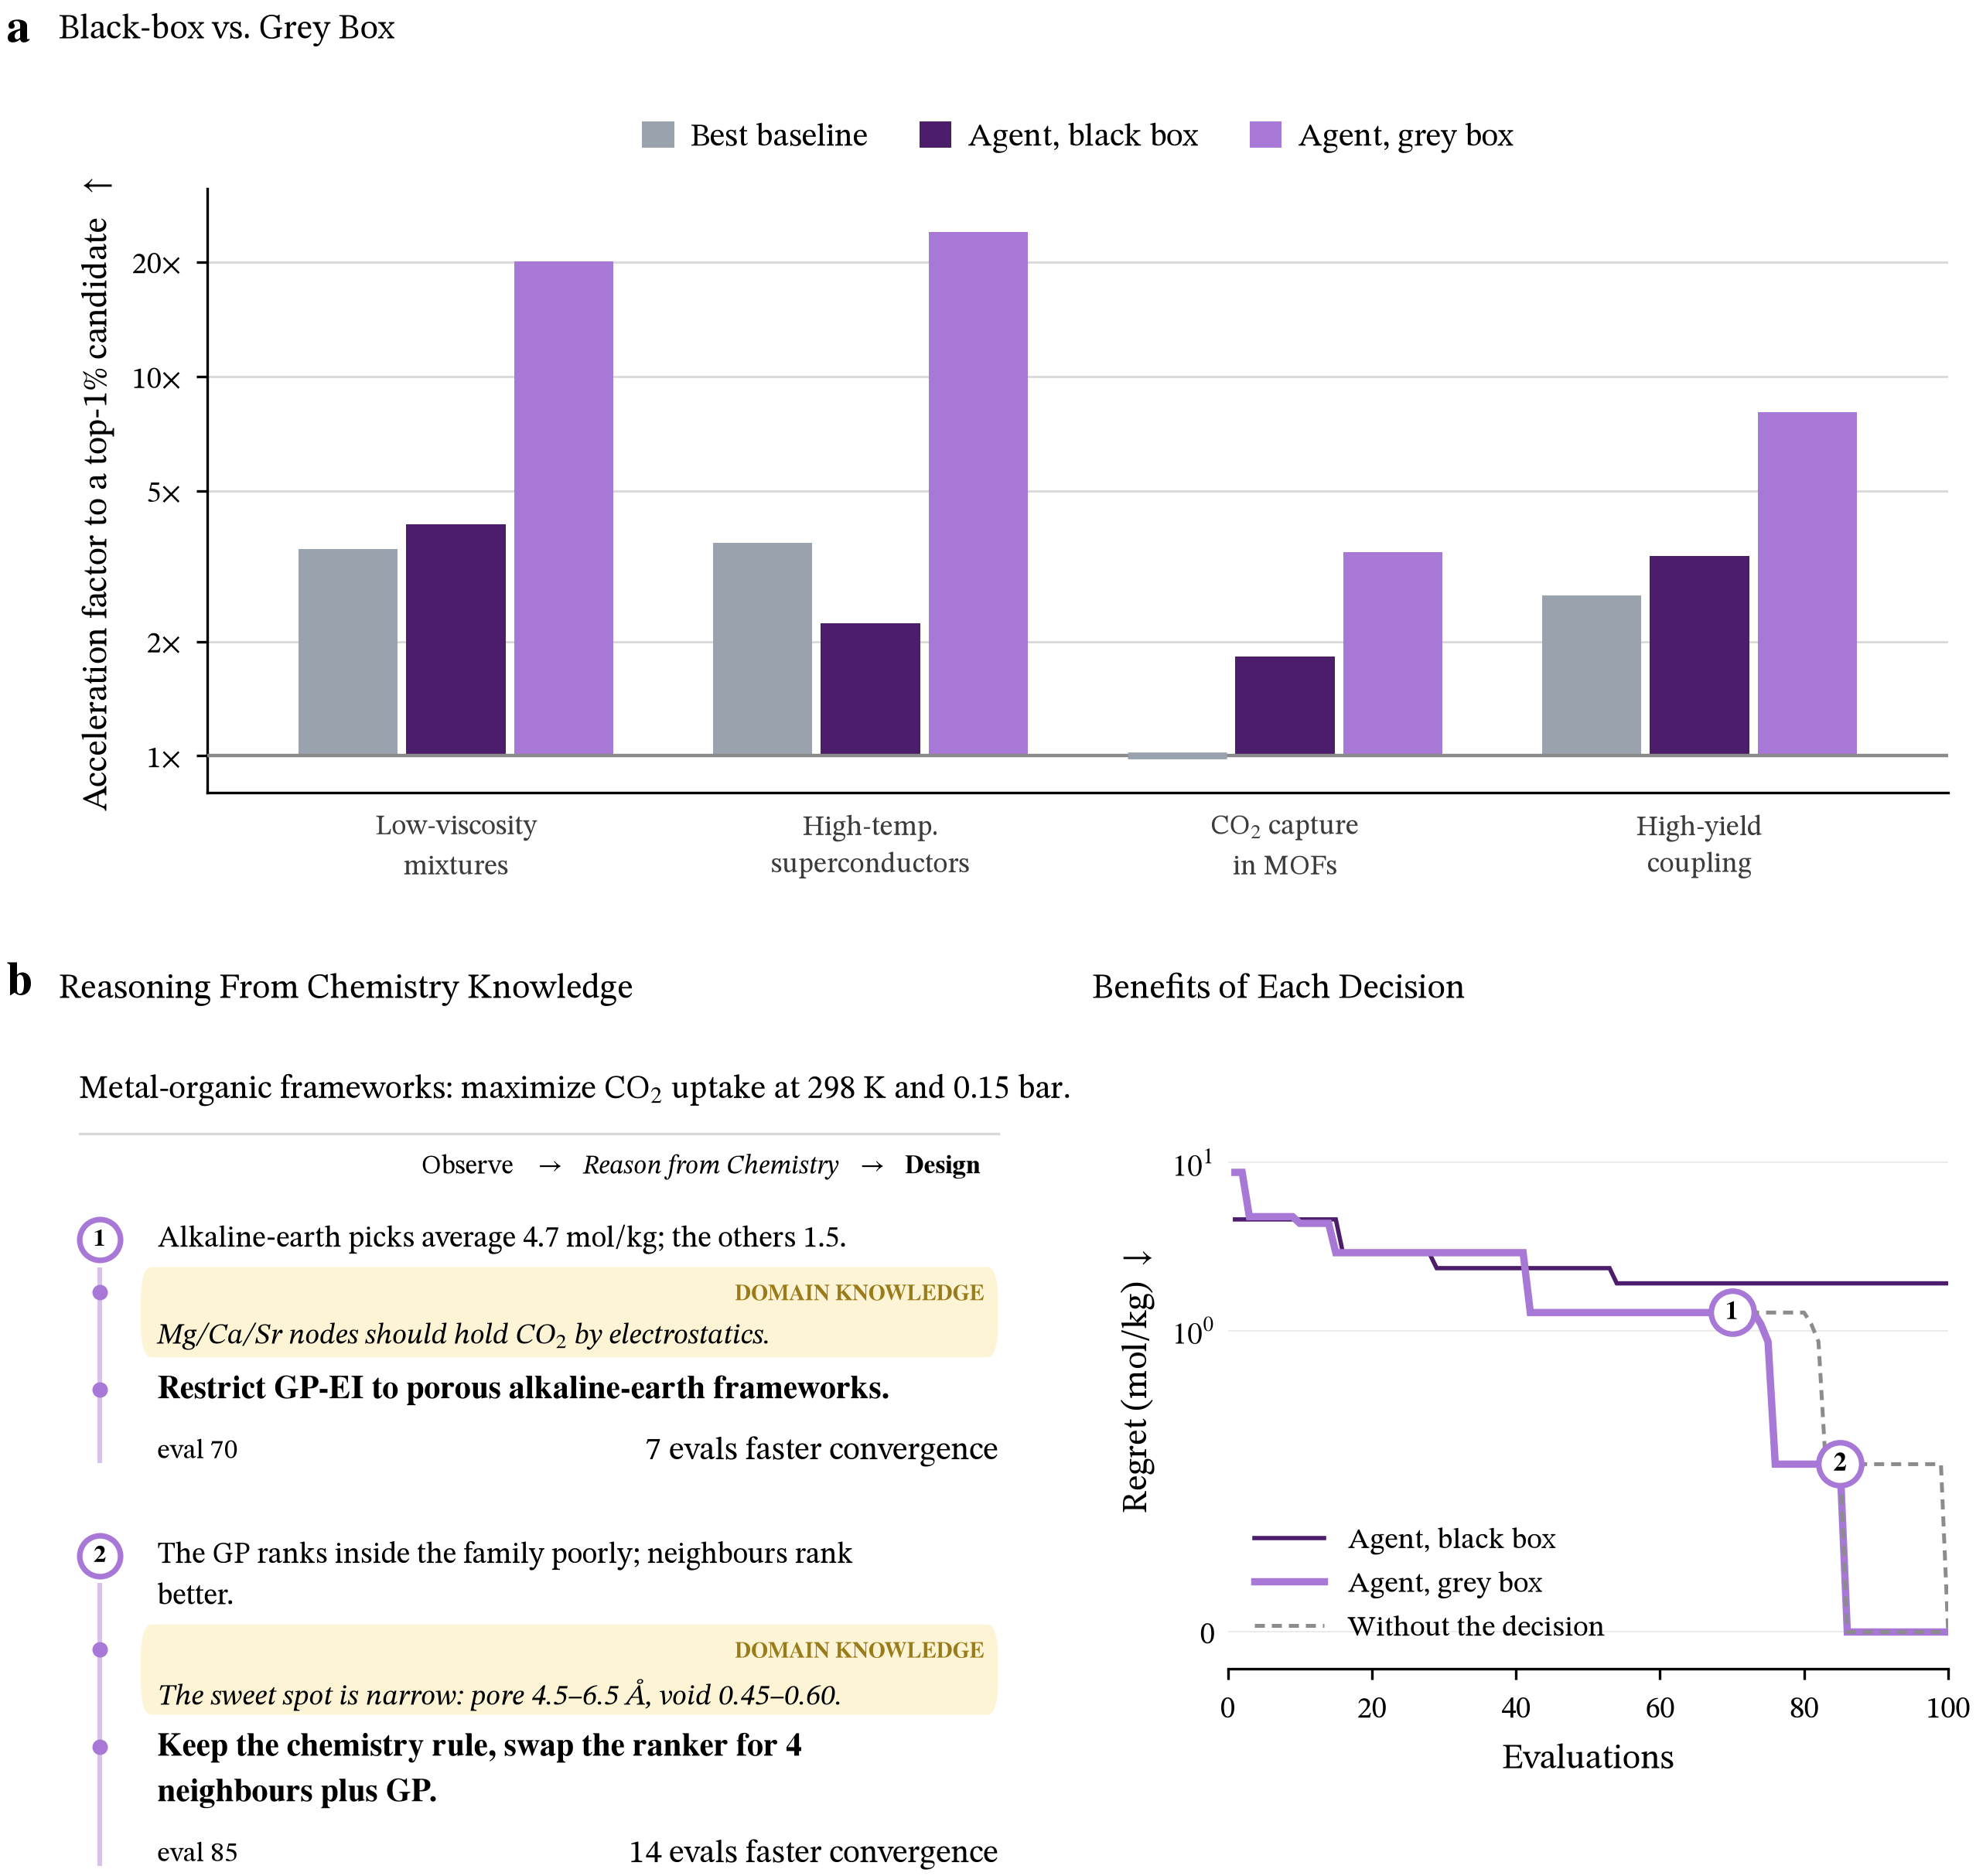 a Black-box vs. Grey Box
Best baseline
Agent, black box
Agent, grey box
Acceleration factor to a top-1% candidate ↑
20×
10×
5×
2×
1×
Low-viscosity
mixtures
High-temp.
superconductors
CO₂ capture
in MOFs
High-yield
coupling
b Reasoning From Chemistry Knowledge
Metal-organic frameworks: maximize CO₂ uptake at 298 K and 0.15 bar.
Observe → Reason from Chemistry → Design
1 Alkaline-earth picks average 4.7 mol/kg; the others 1.5.
DOMAIN KNOWLEDGE
Mg/Ca/Sr nodes should hold CO₂ by electrostatics.
Restrict GP-EI to porous alkaline-earth frameworks.
eval 70 7 evals faster convergence
2 The GP ranks inside the family poorly; neighbours rank
better.
DOMAIN KNOWLEDGE
The sweet spot is narrow: pore 4.5–6.5 Å, void 0.45–0.60.
Keep the chemistry rule, swap the ranker for 4
neighbours plus GP.
eval 85 14 evals faster convergence
Benefits of Each Decision
Regret (mol/kg) ↓
10¹
10⁰
0
1
2
Agent, black box
Agent, grey box
Without the decision
0 20 40 60 80 100
Evaluations